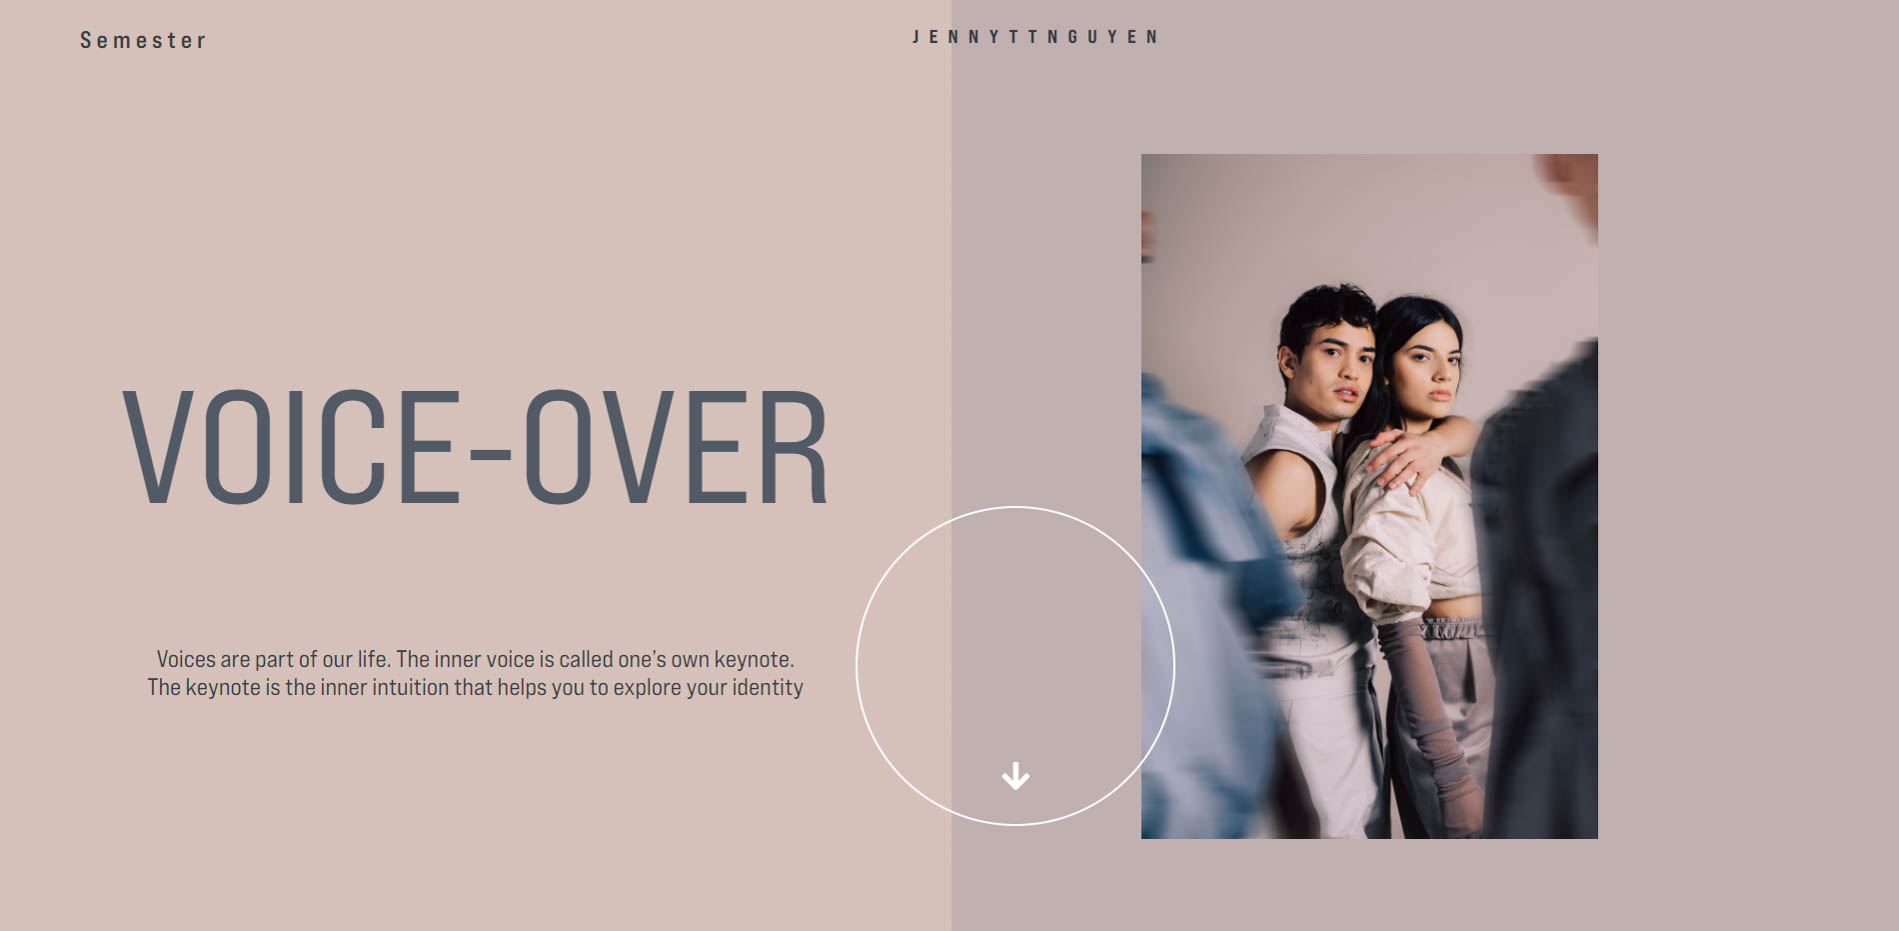 Semester
JENNYTTNGUYEN
VOICE-OVER
Voices are part of our life. The inner voice is called one’s own keynote.
The keynote is the inner intuition that helps you to explore your identity